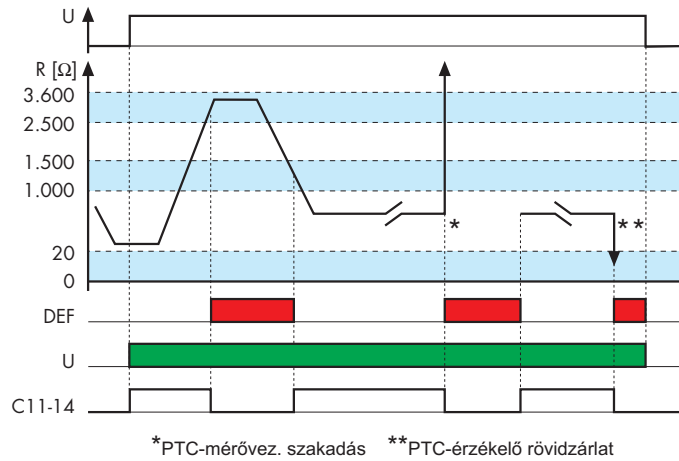 U
R [Ω]
3.600
2.500
1.500
1.000
*
**
20
0
DEF
U
C11-14
*PTC-mérővez. szakadás **PTC-érzékelő rövidzárlat